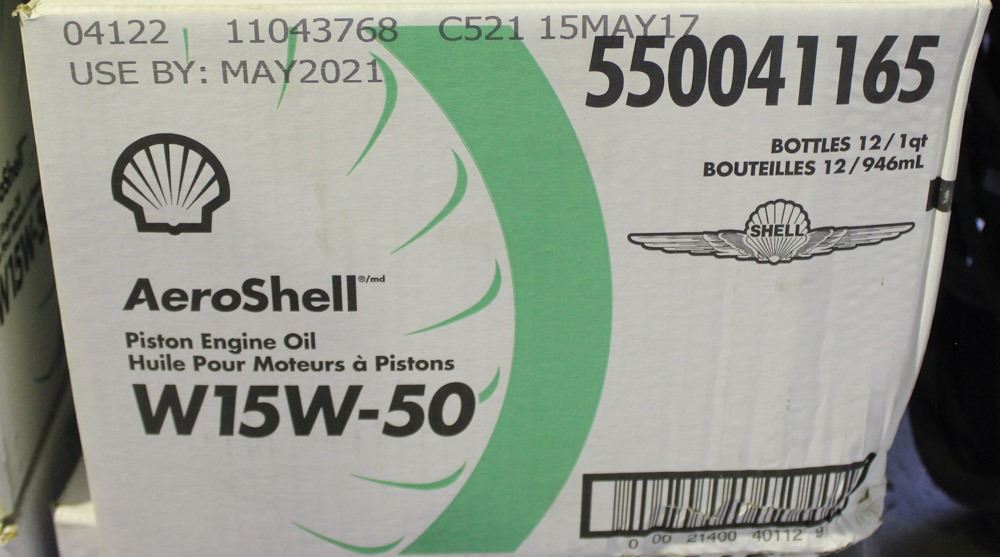 04122 11043768 C521 15MAY17
USE BY: MAY2021
550041165
BOTTLES 12/1qt
BOUTEILLES 12/946mL
SHELL
AeroShell®/md
Piston Engine Oil
Huile Pour Moteurs à Pistons
W15W-50
0 00 21400 40112 9